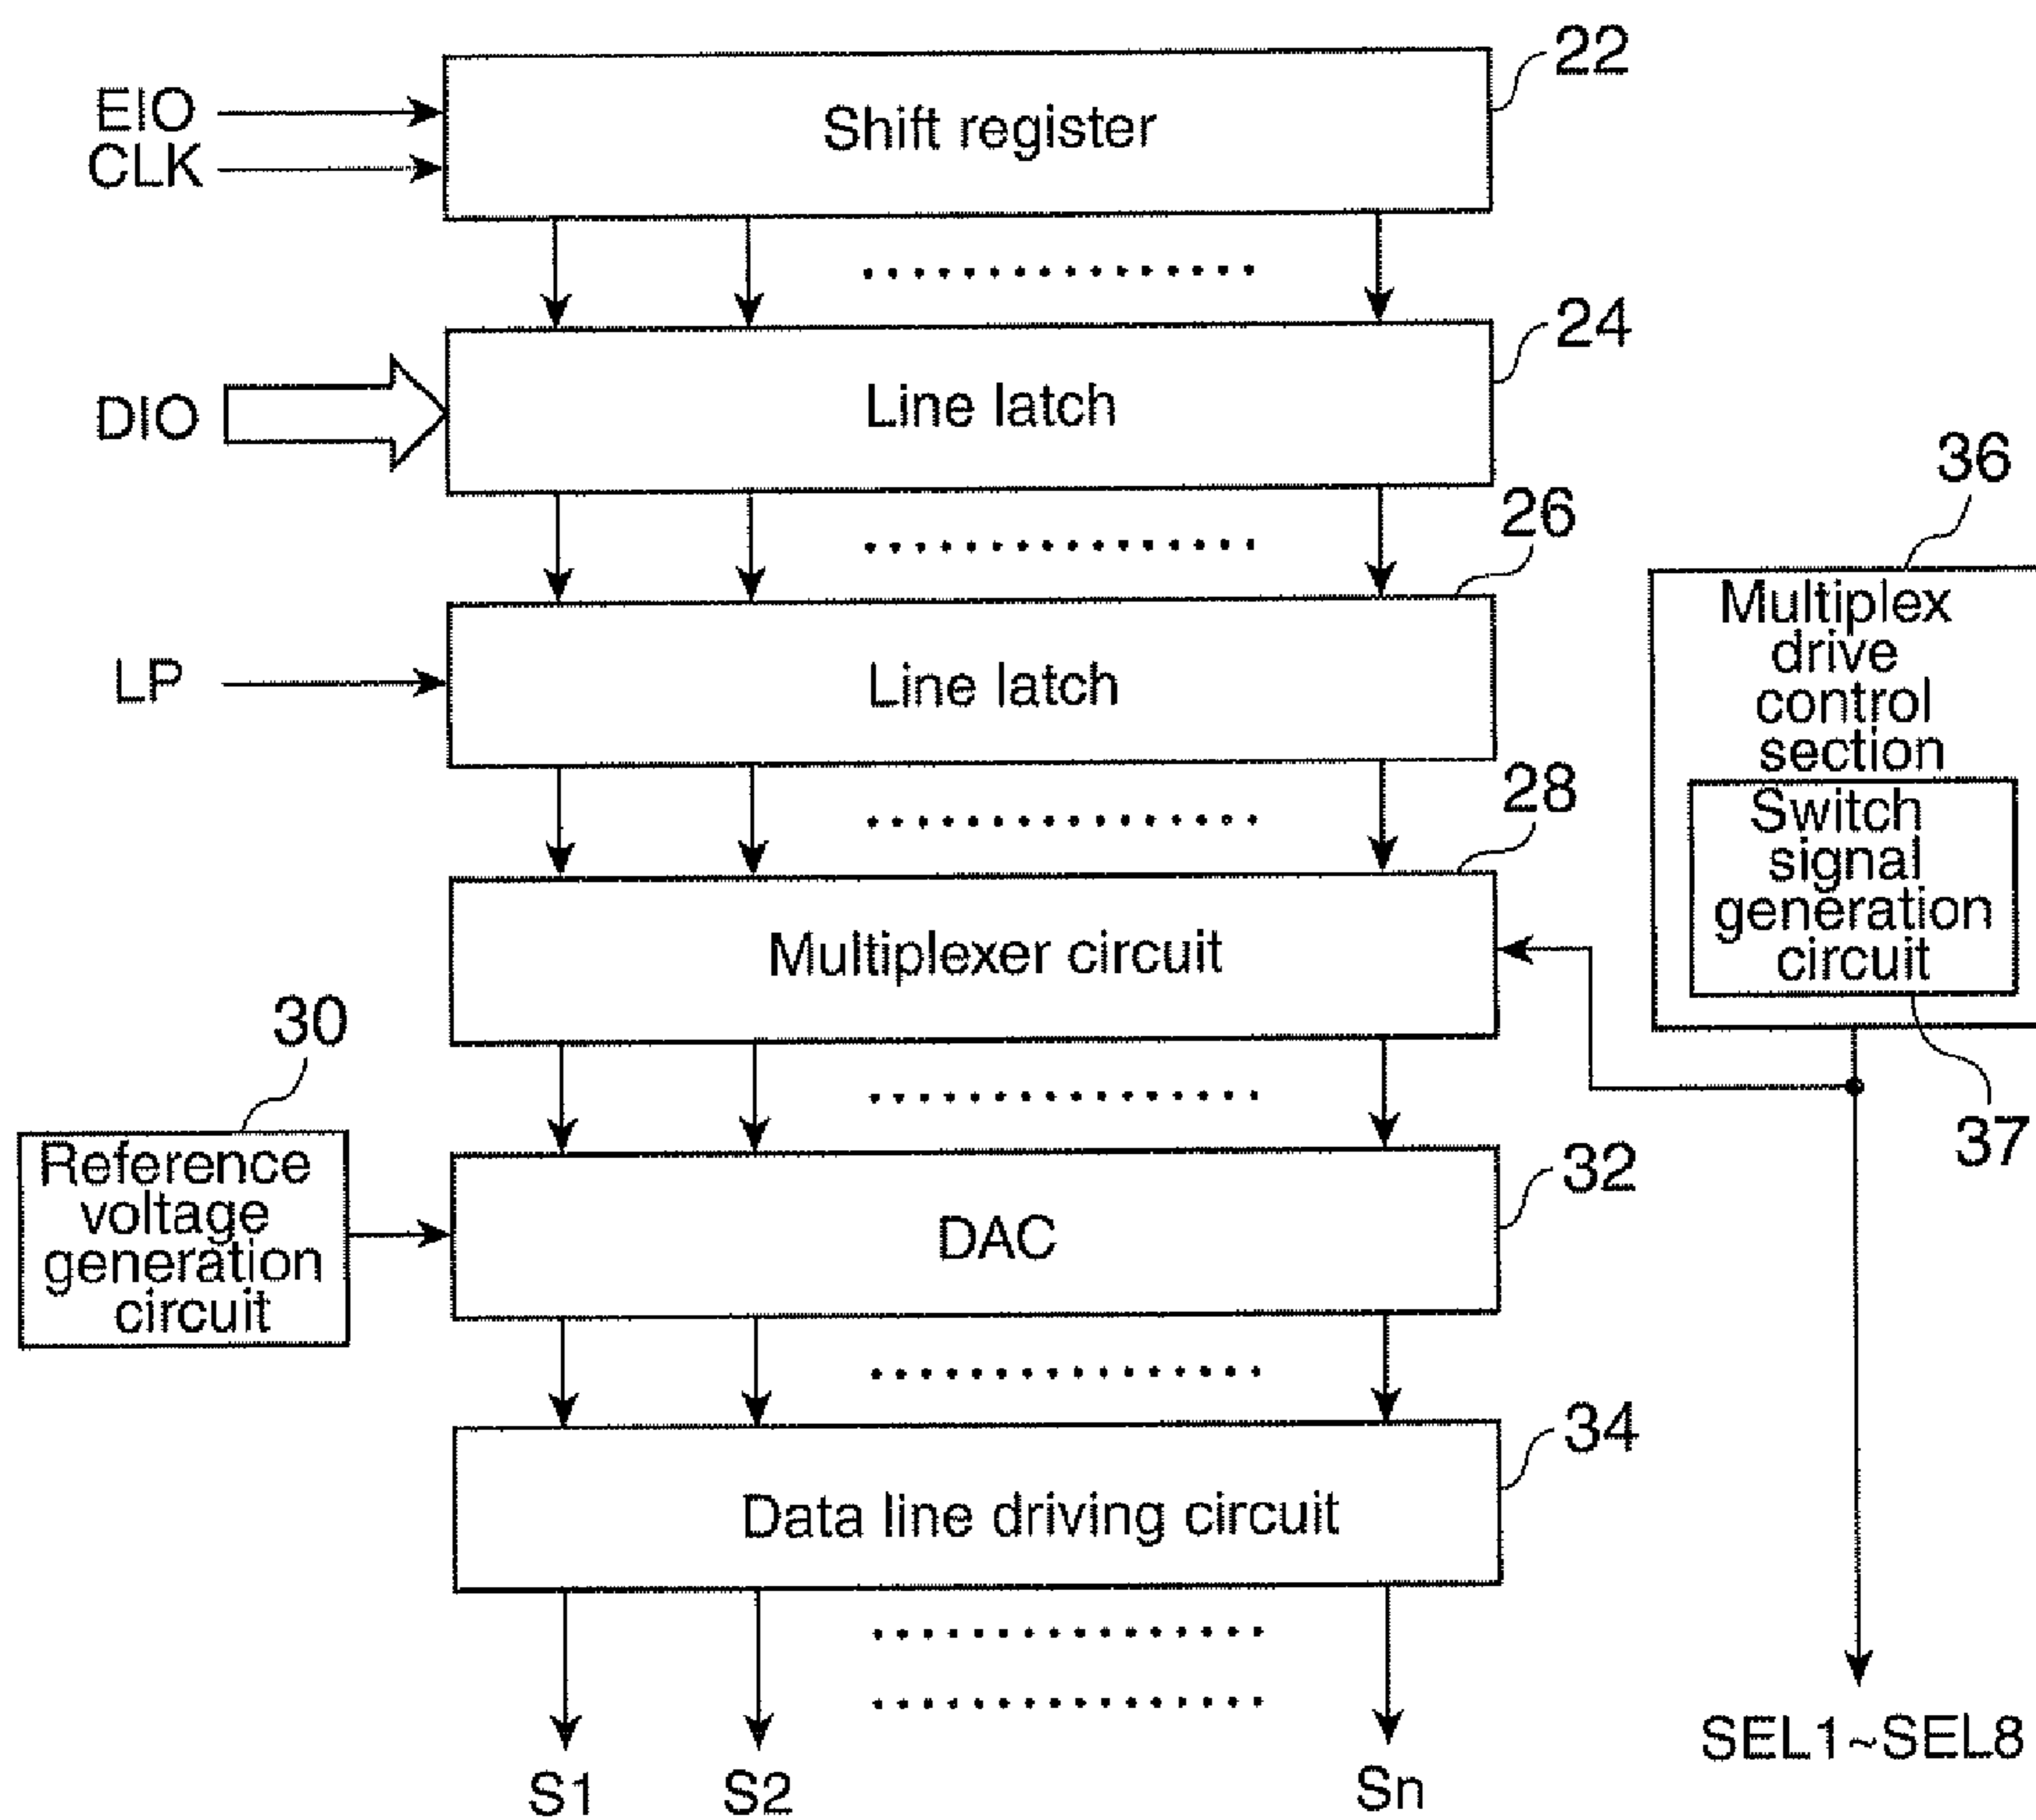 22
EIO
CLK
Shift register
24
DIO
Line latch
36
26
LP
Line latch
Multiplex
drive
control
section
28
Switch
signal
generation
circuit
Multiplexer circuit
30
37
32
Reference
voltage
generation
circuit
DAC
34
Data line driving circuit
S1
S2
Sn
SEL1~SEL8